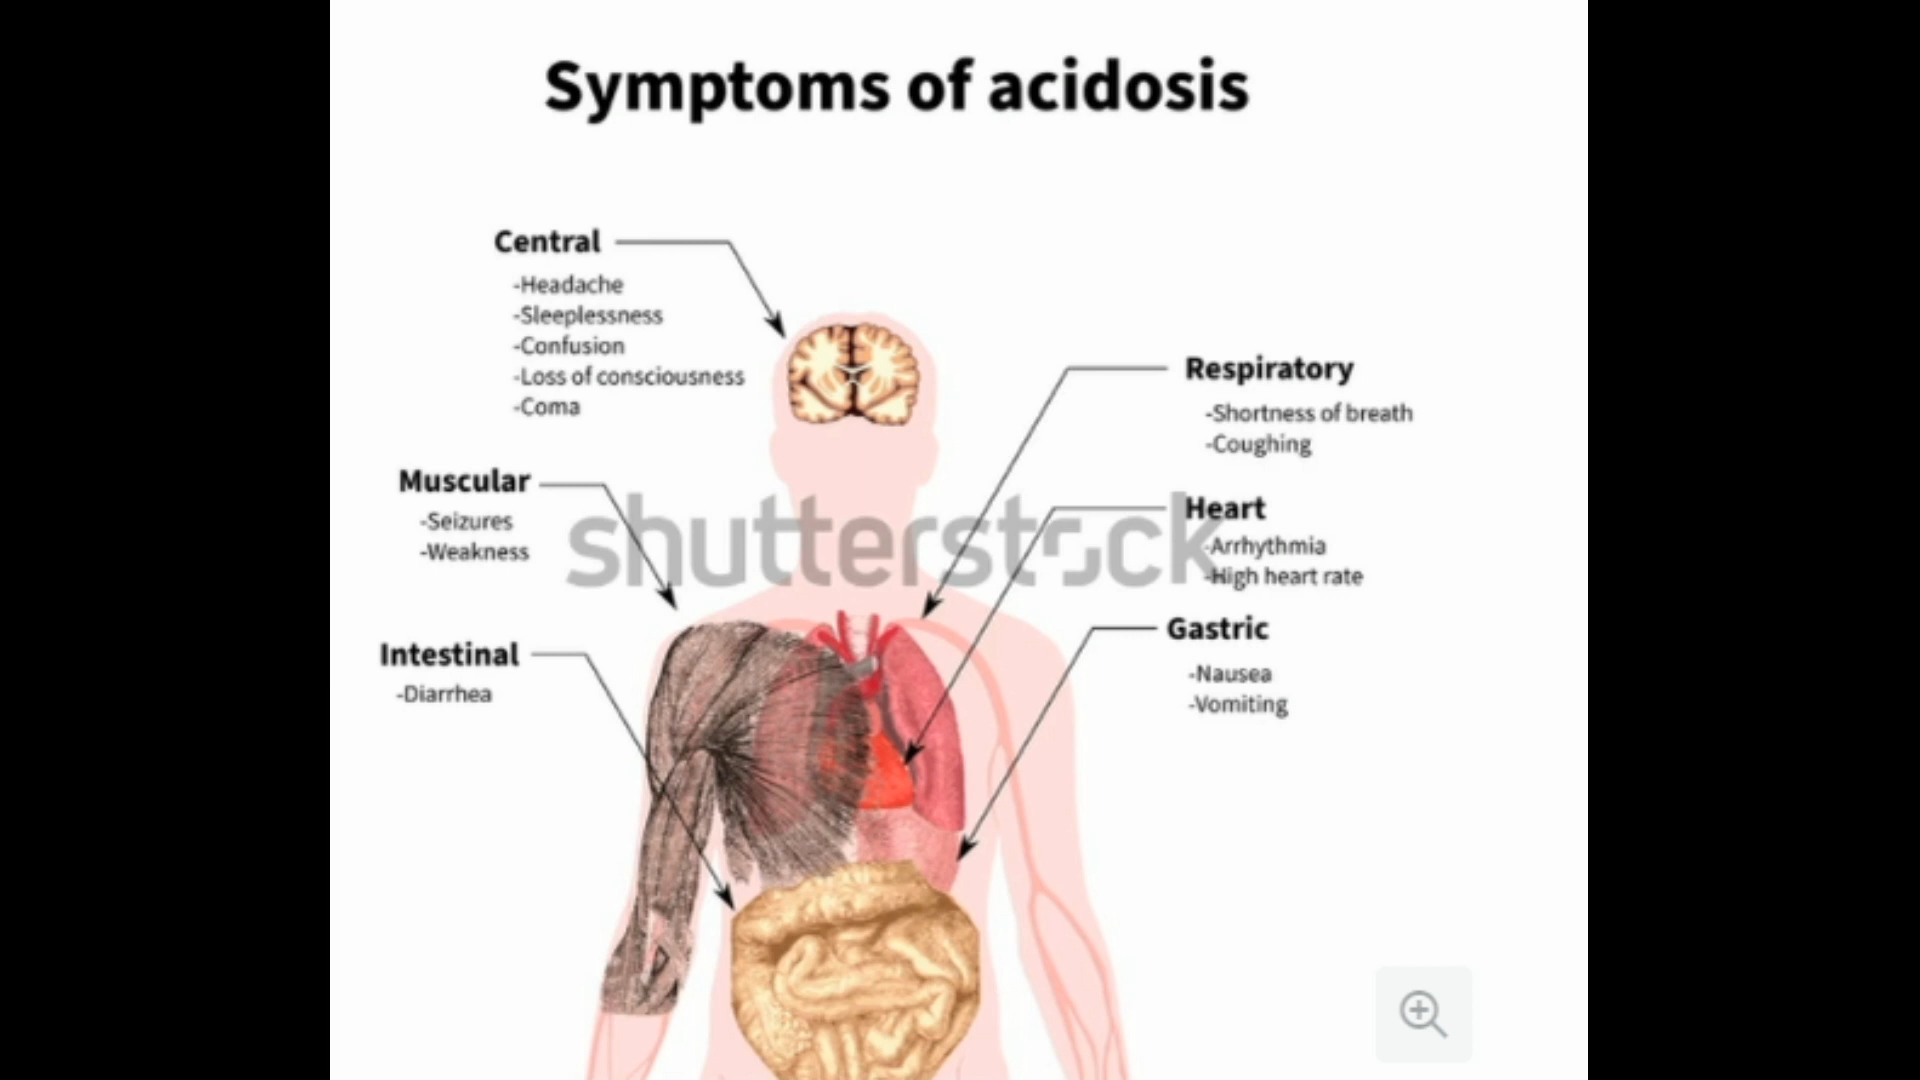 Symptoms of acidosis
Central
-Headache
-Sleeplessness
-Confusion
-Loss of consciousness
-Coma
Muscular
-Seizures
-Weakness
Intestinal
-Diarrhea
Respiratory
-Shortness of breath
-Coughing
Heart
-Arrhythmia
-High heart rate
Gastric
-Nausea
-Vomiting
shutterstock